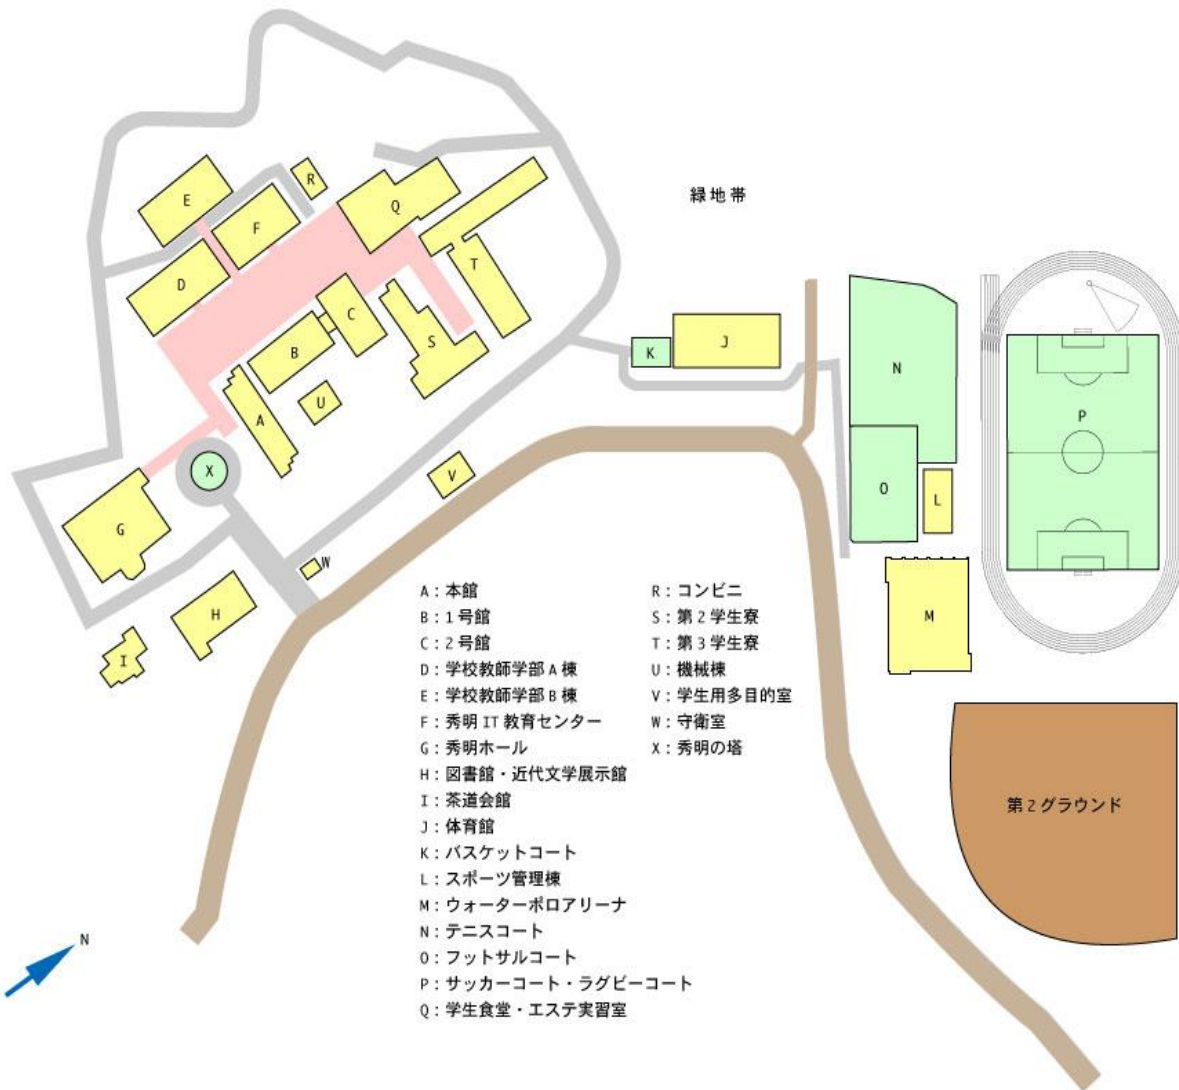 E
R
Q
F
緑地帯
D
T
C
S
B
J
K
N
U
A
P
X
V
O
L
G
W
H
M
I
A：本館
B：1号館
C：2号館
D：学校教師学部A棟
E：学校教師学部B棟
F：秀明IT教育センター
G：秀明ホール
H：図書館・近代文学展示館
I：茶道会館
J：体育館
K：バスケットコート
L：スポーツ管理棟
M：ウォーターポロアリーナ
N：テニスコート
O：フットサルコート
P：サッカーコート・ラグビーコート
Q：学生食堂・エステ実習室
R：コンビニ
S：第2学生寮
T：第3学生寮
U：機械棟
V：学生用多目的室
W：守衛室
X：秀明の塔
第2グラウンド
N